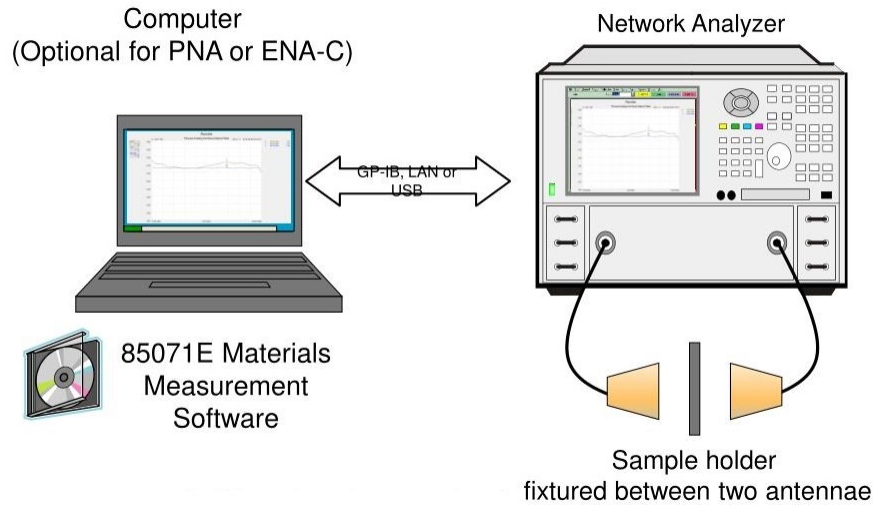 Computer
(Optional for PNA or ENA-C)
Network Analyzer
GP-IB, LAN or
USB
85071E Materials
Measurement
Software
Sample holder
fixtured between two antennae